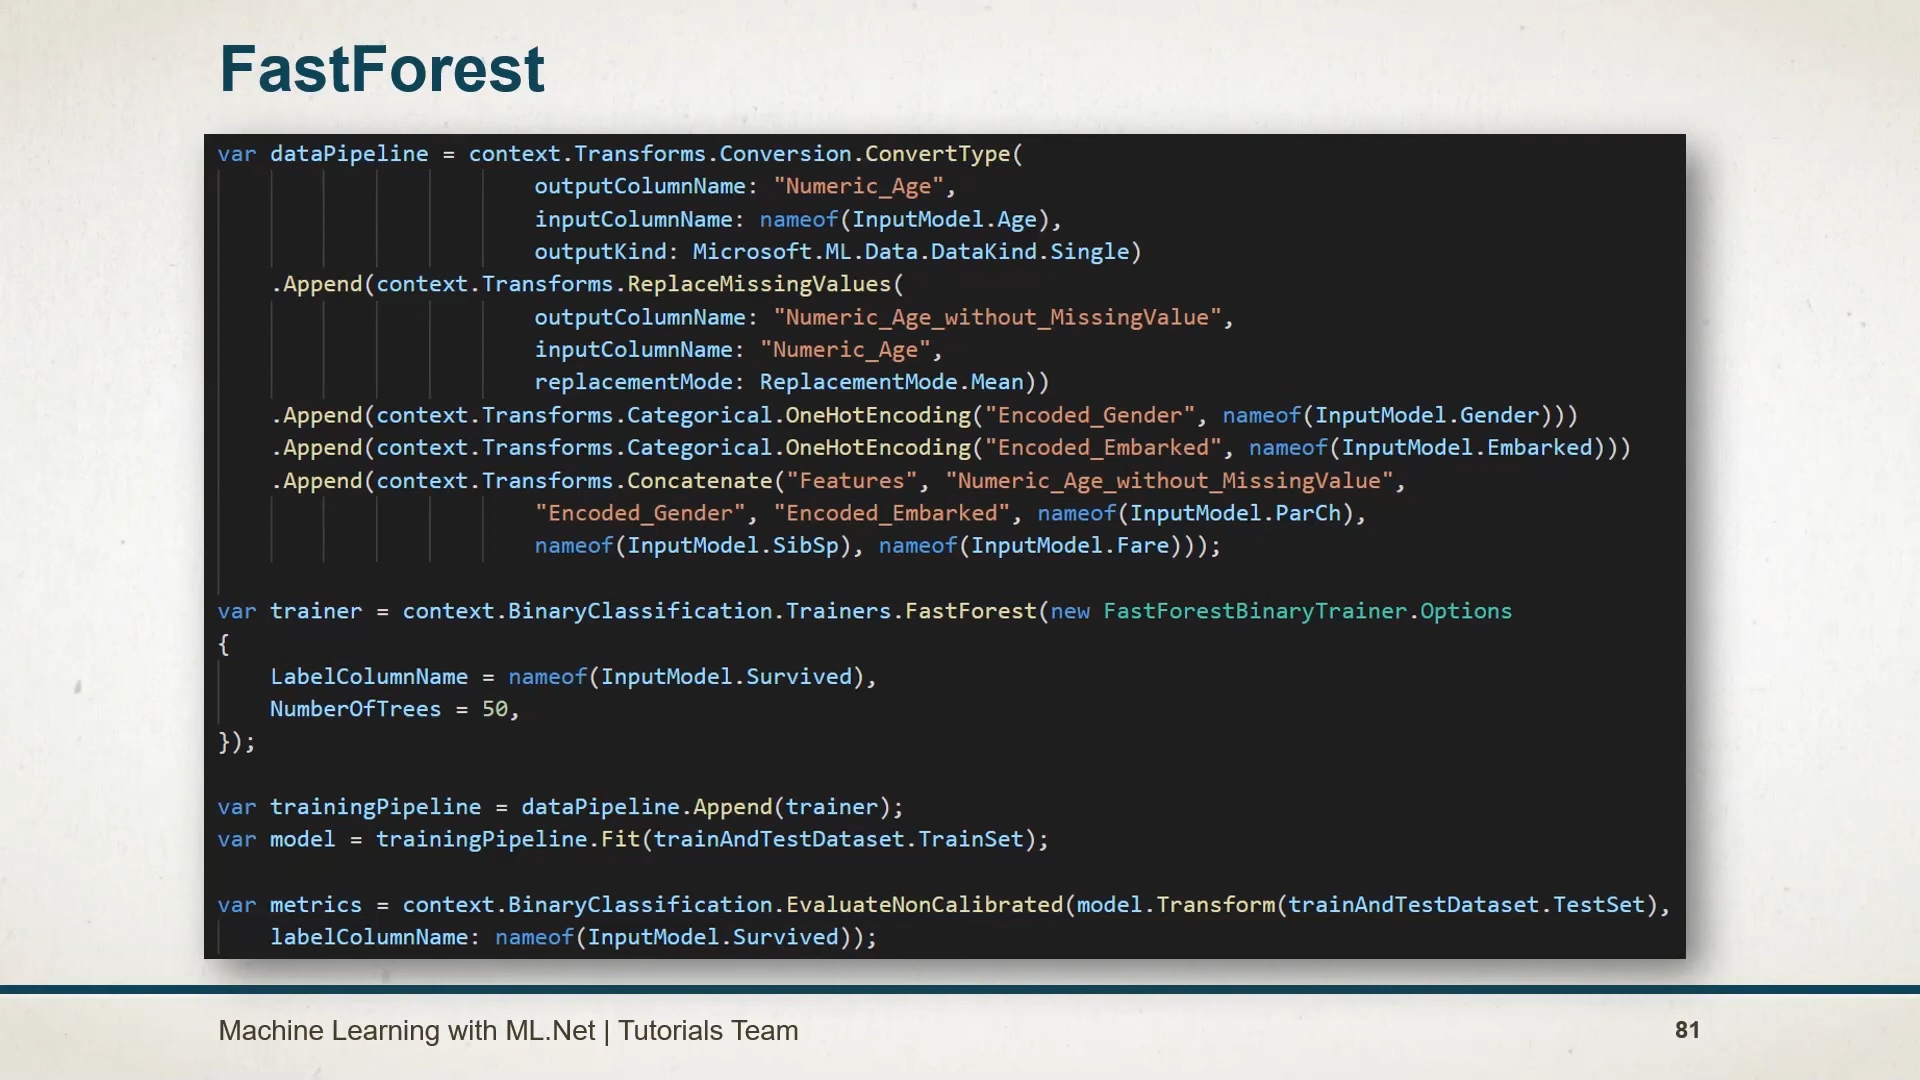 FastForest
var dataPipeline = context.Transforms.Conversion.ConvertType(
outputColumnName: "Numeric_Age",
inputColumnName: nameof(InputModel.Age),
outputKind: Microsoft.ML.Data.DataKind.Single)
.Append(context.Transforms.ReplaceMissingValues(
outputColumnName: "Numeric_Age_without_MissingValue",
inputColumnName: "Numeric_Age",
replacementMode: ReplacementMode.Mean))
.Append(context.Transforms.Categorical.OneHotEncoding("Encoded_Gender", nameof(InputModel.Gender)))
.Append(context.Transforms.Categorical.OneHotEncoding("Encoded_Embarked", nameof(InputModel.Embarked)))
.Append(context.Transforms.Concatenate("Features", "Numeric_Age_without_MissingValue",
"Encoded_Gender", "Encoded_Embarked", nameof(InputModel.ParCh),
nameof(InputModel.SibSp), nameof(InputModel.Fare)));
var trainer = context.BinaryClassification.Trainers.FastForest(new FastForestBinaryTrainer.Options
{
LabelColumnName = nameof(InputModel.Survived),
NumberOfTrees = 50,
});
var trainingPipeline = dataPipeline.Append(trainer);
var model = trainingPipeline.Fit(trainAndTestDataset.TrainSet);
var metrics = context.BinaryClassification.EvaluateNonCalibrated(model.Transform(trainAndTestDataset.TestSet),
labelColumnName: nameof(InputModel.Survived));
Machine Learning with ML.Net | Tutorials Team
81